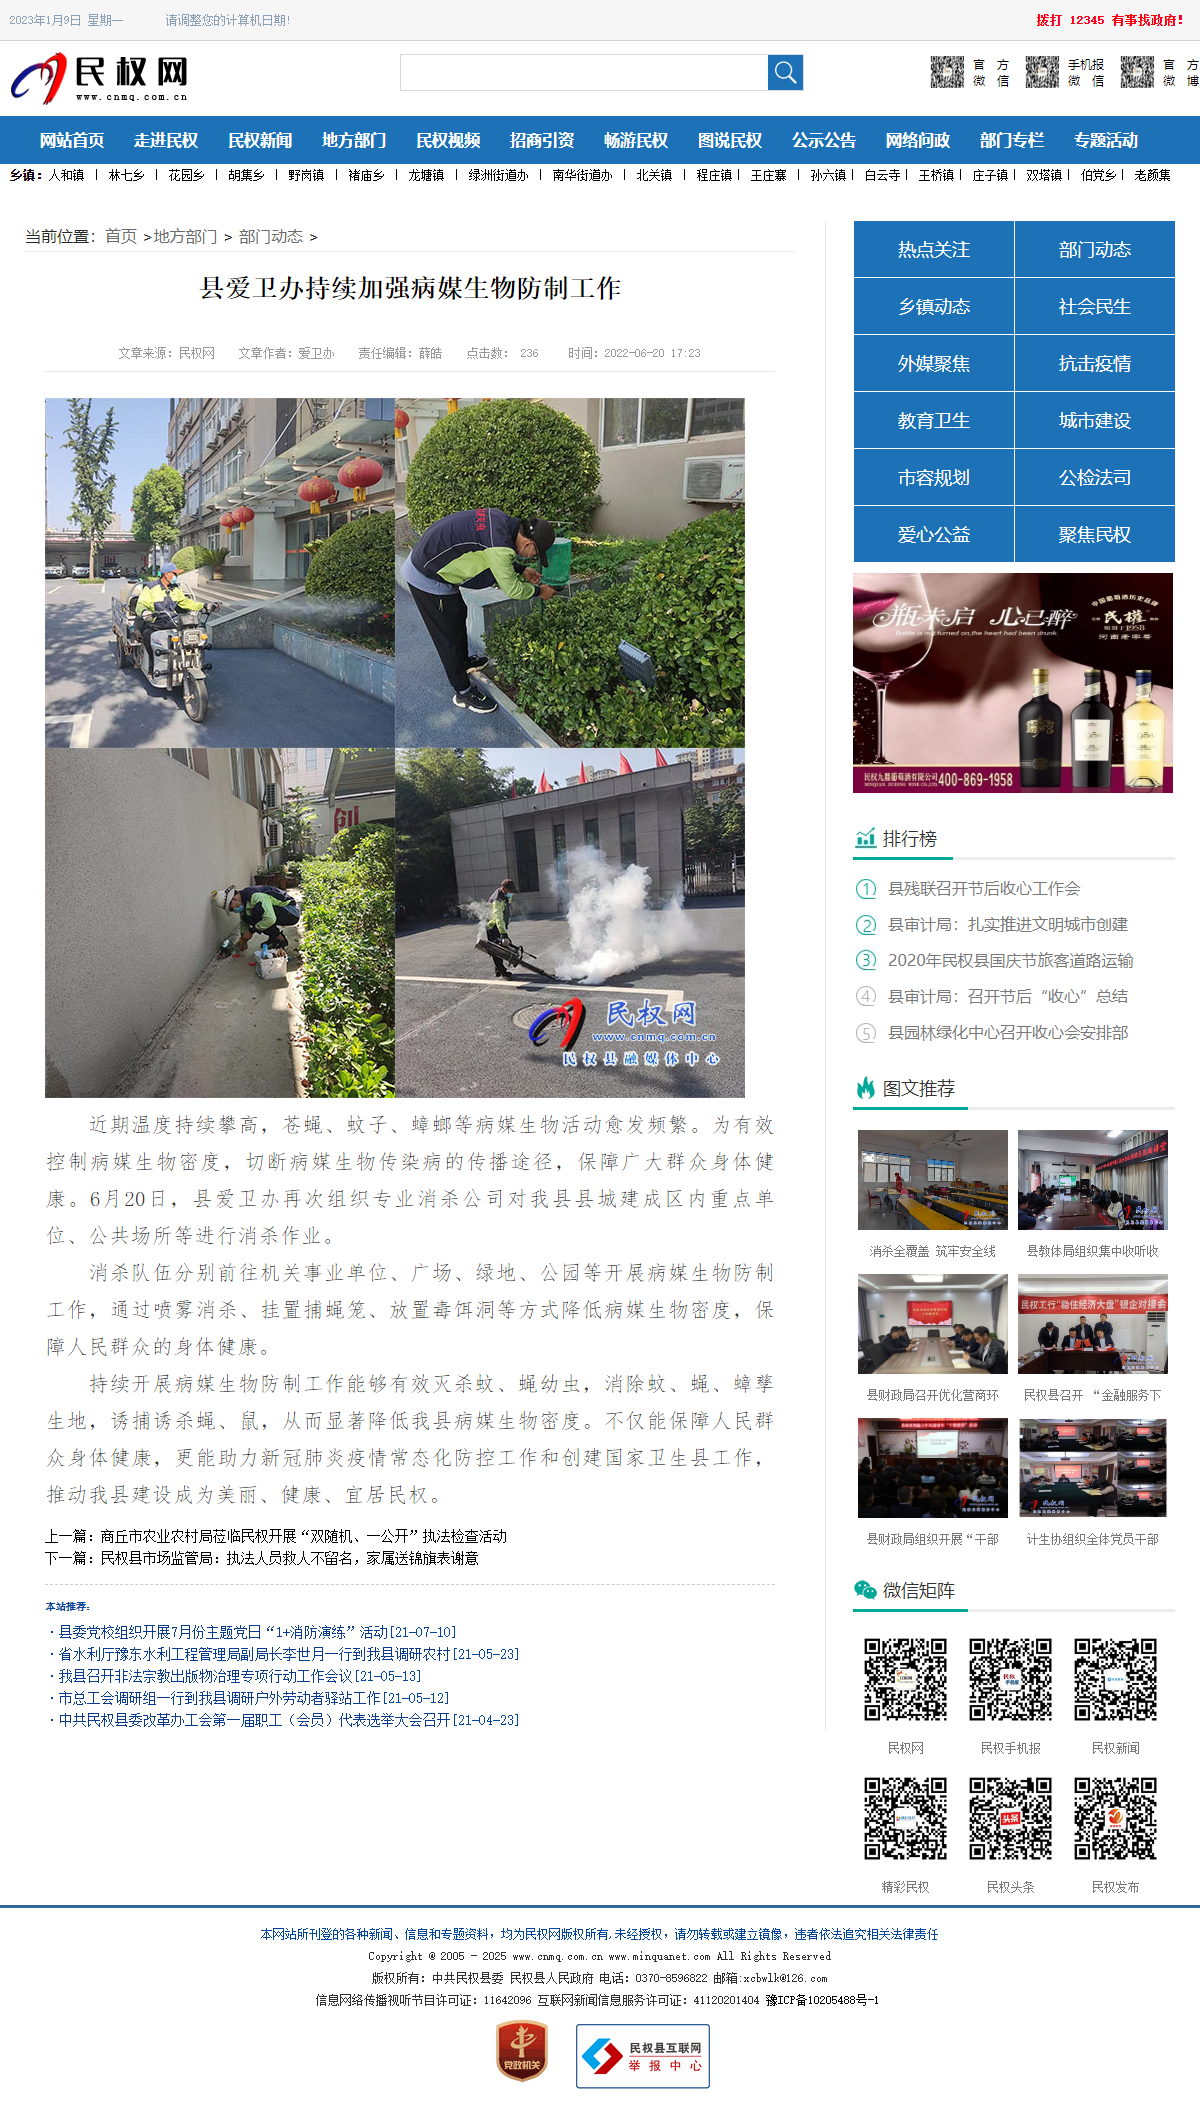 2023年1月9日 星期一 请调整您的计算机日期!
拨打 12345 有事找政府!
民权网
www.cnmq.com.cn
官 方
微 信
手机报
微 信
官 方
微 博
网站首页 走进民权 民权新闻 地方部门 民权视频 招商引资 畅游民权 图说民权 公示公告 网络问政 部门专栏 专题活动
乡镇：人和镇 | 林七乡 | 花园乡 | 胡集乡 | 野岗镇 | 褚庙乡 | 龙塘镇 | 绿洲街道办 | 南华街道办 | 北关镇 | 程庄镇 | 王庄寨 | 孙六镇 | 白云寺 | 王桥镇 | 庄子镇 | 双塔镇 | 伯党乡 | 老颜集
当前位置：首页 >地方部门 > 部门动态 >
县爱卫办持续加强病媒生物防制工作
文章来源：民权网 文章作者：爱卫办 责任编辑：薛皓 点击数： 236 时间：2022-06-20 17:23
创
民权网
www.cnmq.com.cn
民权县融媒体中心
近期温度持续攀高，苍蝇、蚊子、蟑螂等病媒生物活动愈发频繁。为有效
控制病媒生物密度，切断病媒生物传染病的传播途径，保障广大群众身体健
康。6月20日，县爱卫办再次组织专业消杀公司对我县县城建成区内重点单
位、公共场所等进行消杀作业。
消杀队伍分别前往机关事业单位、广场、绿地、公园等开展病媒生物防制
工作，通过喷雾消杀、挂置捕蝇笼、放置毒饵洞等方式降低病媒生物密度，保
障人民群众的身体健康。
持续开展病媒生物防制工作能够有效灭杀蚊、蝇幼虫，消除蚊、蝇、蟑孳
生地，诱捕诱杀蝇、鼠，从而显著降低我县病媒生物密度。不仅能保障人民群
众身体健康，更能助力新冠肺炎疫情常态化防控工作和创建国家卫生县工作，
推动我县建设成为美丽、健康、宜居民权。
上一篇：商丘市农业农村局莅临民权开展“双随机、一公开”执法检查活动
下一篇：民权县市场监管局：执法人员救人不留名，家属送锦旗表谢意
本站推荐：
·县委党校组织开展7月份主题党日“1+消防演练”活动[21-07-10]
·省水利厅豫东水利工程管理局副局长李世月一行到我县调研农村[21-05-23]
·我县召开非法宗教出版物治理专项行动工作会议[21-05-13]
·市总工会调研组一行到我县调研户外劳动者驿站工作[21-05-12]
·中共民权县委改革办工会第一届职工（会员）代表选举大会召开[21-04-23]
热点关注 部门动态
乡镇动态 社会民生
外媒聚焦 抗击疫情
教育卫生 城市建设
市容规划 公检法司
爱心公益 聚焦民权
瓶未启 心已醉
Bottle is not turned on,the heart had been drunk.
中国葡萄酒历史品牌
民權
始创于1958
河南老字号
民权九鼎葡萄酒有限公司 400-869-1958
排行榜
1 县残联召开节后收心工作会
2 县审计局：扎实推进文明城市创建
3 2020年民权县国庆节旅客道路运输
4 县审计局：召开节后“收心”总结
5 县园林绿化中心召开收心会安排部
图文推荐
消杀全覆盖 筑牢安全线
县教体局组织集中收听收
民权工行“稳住经济大盘”银企对接会
县财政局召开优化营商环
民权县召开 “金融服务下
县财政局组织开展“干部
计生协组织全体党员干部
微信矩阵
民权网 民权手机报 民权新闻
头条
精彩民权 民权头条 民权发布
本网站所刊登的各种新闻、信息和专题资料，均为民权网版权所有,未经授权，请勿转载或建立镜像，违者依法追究相关法律责任
Copyright @ 2005 - 2025 www.cnmq.com.cn www.minquanet.com All Rights Reserved
版权所有：中共民权县委 民权县人民政府 电话：0370-8596822 邮箱:xcbwlk@126.com
信息网络传播视听节目许可证：11642096 互联网新闻信息服务许可证：41120201404 豫ICP备10205488号-1
党政机关
民权县互联网
举报中心